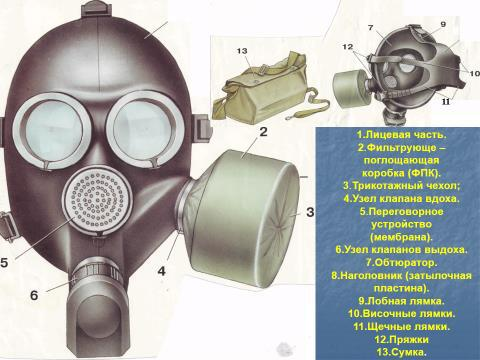 13
7
9
12
10
11
2
3
4
5
6
1.Лицевая часть.
2.Фильтрующе –
поглощающая
коробка (ФПК).
3.Трикотажный чехол;
4.Узел клапана вдоха.
5.Переговорное
устройство
(мембрана).
6.Узел клапанов выдоха.
7.Обтюратор.
8.Наголовник (затылочная
пластина).
9.Лобная лямка.
10.Височные лямки.
11.Щечные лямки.
12.Пряжки
13.Сумка.